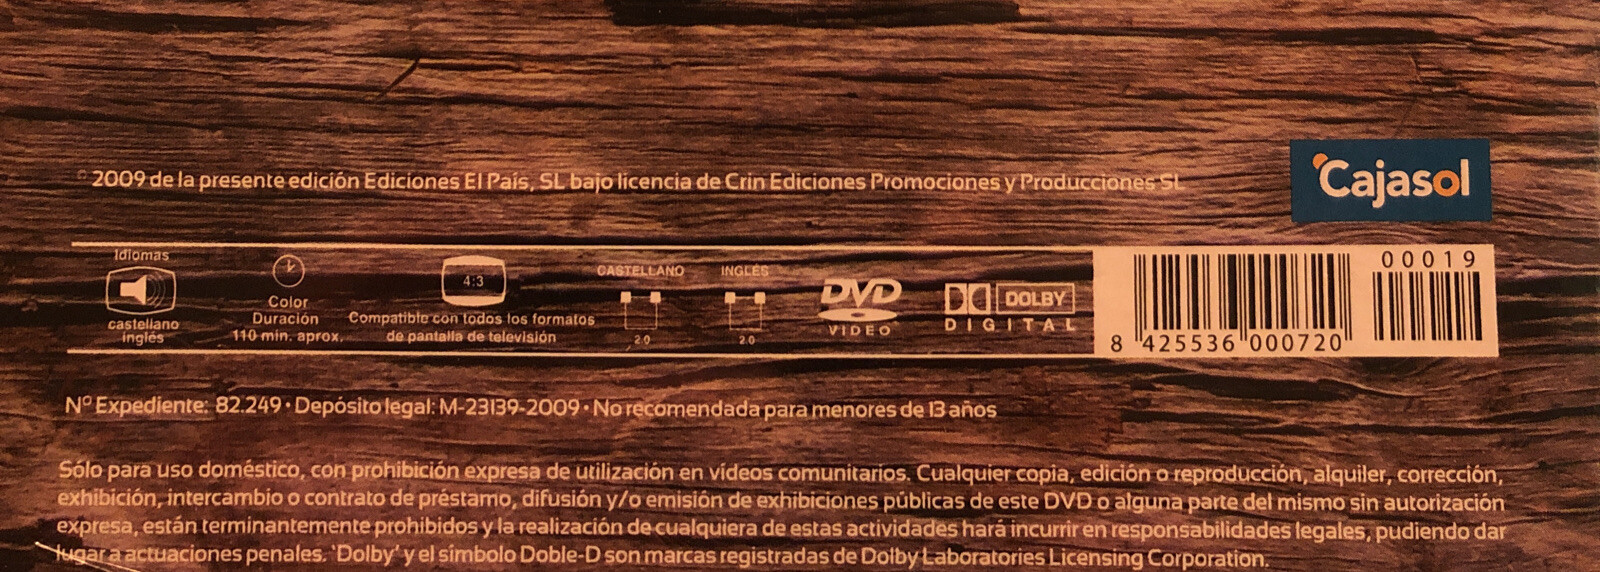 © 2009 de la presente edición Ediciones El País, SL bajo licencia de Crin Ediciones Promociones y Producciones SL
Cajasol
Idiomas
castellano
inglés
Color
Duración
110 min. aprox.
4:3
Compatible con todos los formatos
de pantalla de televisión
CASTELLANO
2.0
INGLÉS
2.0
DVD
VIDEO
DOLBY
DIGITAL
00019
8 425536 000720
Nº Expediente: 82.249 · Depósito legal: M-23139-2009 · No recomendada para menores de 13 años
Sólo para uso doméstico, con prohibición expresa de utilización en vídeos comunitarios. Cualquier copia, edición o reproducción, alquiler, corrección,
exhibición, intercambio o contrato de préstamo, difusión y/o emisión de exhibiciones públicas de este DVD o alguna parte del mismo sin autorización
expresa, están terminantemente prohibidos y la realización de cualquiera de estas actividades hará incurrir en responsabilidades legales, pudiendo dar
lugar a actuaciones penales. 'Dolby' y el símbolo Doble-D son marcas registradas de Dolby Laboratories Licensing Corporation.